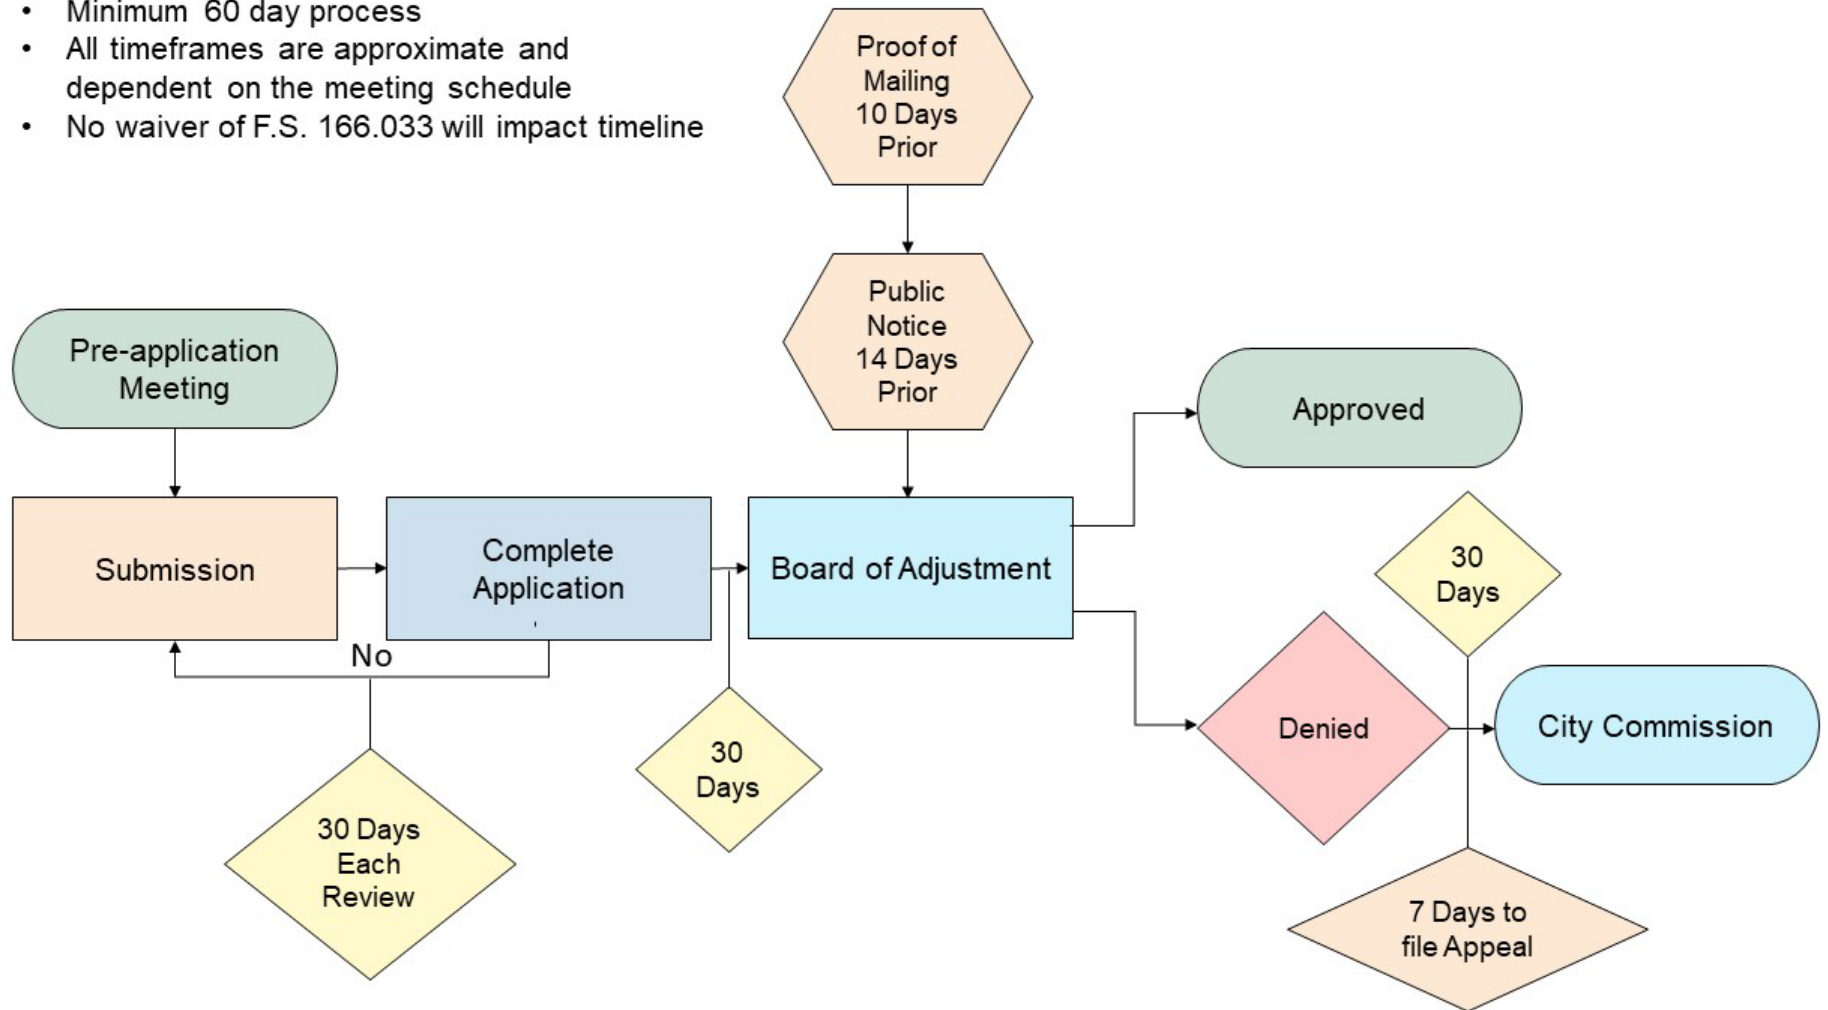 • Minimum 60 day process
• All timeframes are approximate and
dependent on the meeting schedule
• No waiver of F.S. 166.033 will impact timeline
Proof of
Mailing
10 Days
Prior
Public
Notice
14 Days
Prior
Pre-application
Meeting
Approved
Submission
Complete
Application
Board of Adjustment
30
Days
No
Denied
City Commission
30
Days
30 Days
Each
Review
7 Days to
file Appeal